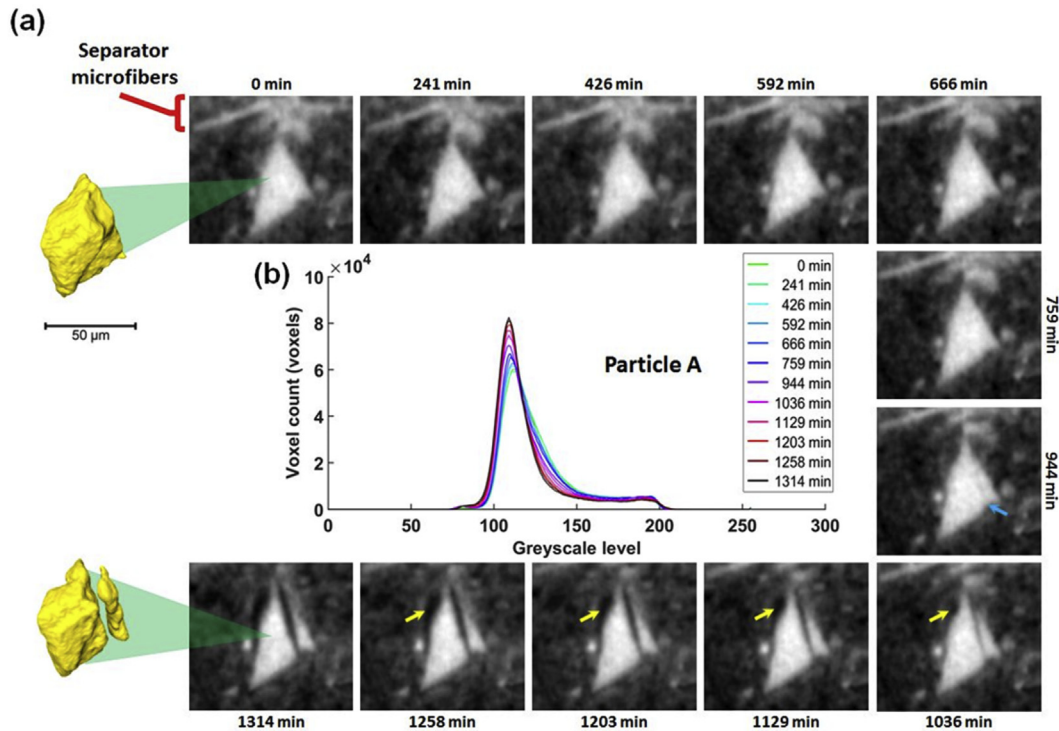 (a)
Separator
microfibers
0 min
241 min
426 min
592 min
666 min
759 min
944 min
50 μm
(b)
×10⁴
10
8
6
4
2
0
Voxel count (voxels)
0
50
100
150
200
250
300
Greyscale level
Particle A
0 min
241 min
426 min
592 min
666 min
759 min
944 min
1036 min
1129 min
1203 min
1258 min
1314 min
1314 min
1258 min
1203 min
1129 min
1036 min